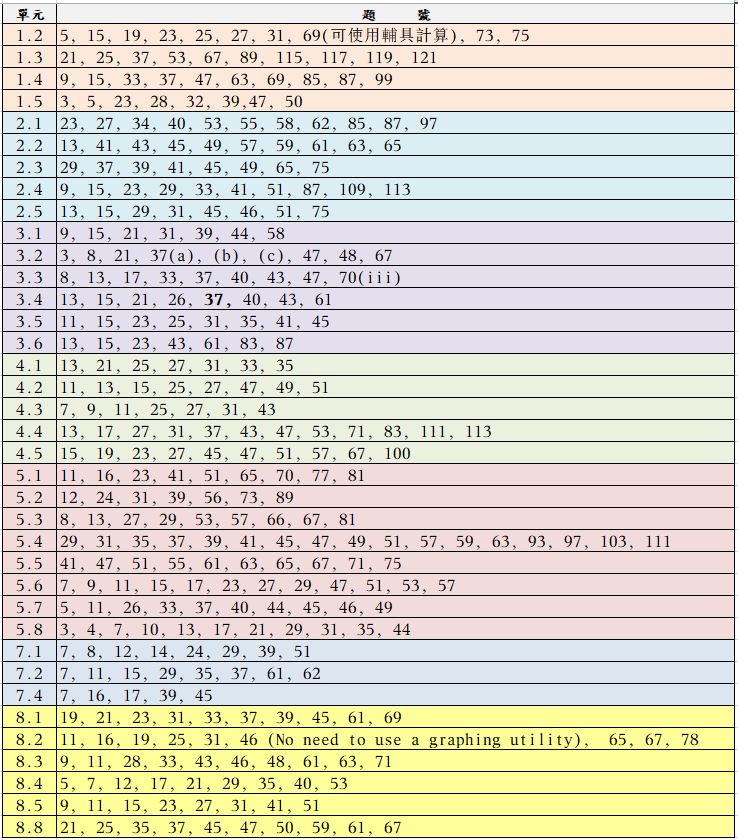 單元 題 號
1.2 5, 15, 19, 23, 25, 27, 31, 69(可使用輔具計算), 73, 75
1.3 21, 25, 37, 53, 67, 89, 115, 117, 119, 121
1.4 9, 15, 33, 37, 47, 63, 69, 85, 87, 99
1.5 3, 5, 23, 28, 32, 39,47, 50
2.1 23, 27, 34, 40, 53, 55, 58, 62, 85, 87, 97
2.2 13, 41, 43, 45, 49, 57, 59, 61, 63, 65
2.3 29, 37, 39, 41, 45, 49, 65, 75
2.4 9, 15, 23, 29, 33, 41, 51, 87, 109, 113
2.5 13, 15, 29, 31, 45, 46, 51, 75
3.1 9, 15, 21, 31, 39, 44, 58
3.2 3, 8, 21, 37(a), (b), (c), 47, 48, 67
3.3 8, 13, 17, 33, 37, 40, 43, 47, 70(iii)
3.4 13, 15, 21, 26, 37, 40, 43, 61
3.5 11, 15, 23, 25, 31, 35, 41, 45
3.6 13, 15, 23, 43, 61, 83, 87
4.1 13, 21, 25, 27, 31, 33, 35
4.2 11, 13, 15, 25, 27, 47, 49, 51
4.3 7, 9, 11, 25, 27, 31, 43
4.4 13, 17, 27, 31, 37, 43, 47, 53, 71, 83, 111, 113
4.5 15, 19, 23, 27, 45, 47, 51, 57, 67, 100
5.1 11, 16, 23, 41, 51, 65, 70, 77, 81
5.2 12, 24, 31, 39, 56, 73, 89
5.3 8, 13, 27, 29, 53, 57, 66, 67, 81
5.4 29, 31, 35, 37, 39, 41, 45, 47, 49, 51, 57, 59, 63, 93, 97, 103, 111
5.5 41, 47, 51, 55, 61, 63, 65, 67, 71, 75
5.6 7, 9, 11, 15, 17, 23, 27, 29, 47, 51, 53, 57
5.7 5, 11, 26, 33, 37, 40, 44, 45, 46, 49
5.8 3, 4, 7, 10, 13, 17, 21, 29, 31, 35, 44
7.1 7, 8, 12, 14, 24, 29, 39, 51
7.2 7, 11, 15, 29, 35, 37, 61, 62
7.4 7, 16, 17, 39, 45
8.1 19, 21, 23, 31, 33, 37, 39, 45, 61, 69
8.2 11, 16, 19, 25, 31, 46 (No need to use a graphing utility), 65, 67, 78
8.3 9, 11, 28, 33, 43, 46, 48, 61, 63, 71
8.4 5, 7, 12, 17, 21, 29, 35, 40, 53
8.5 9, 11, 15, 23, 27, 31, 41, 51
8.8 21, 25, 35, 37, 45, 47, 50, 59, 61, 67